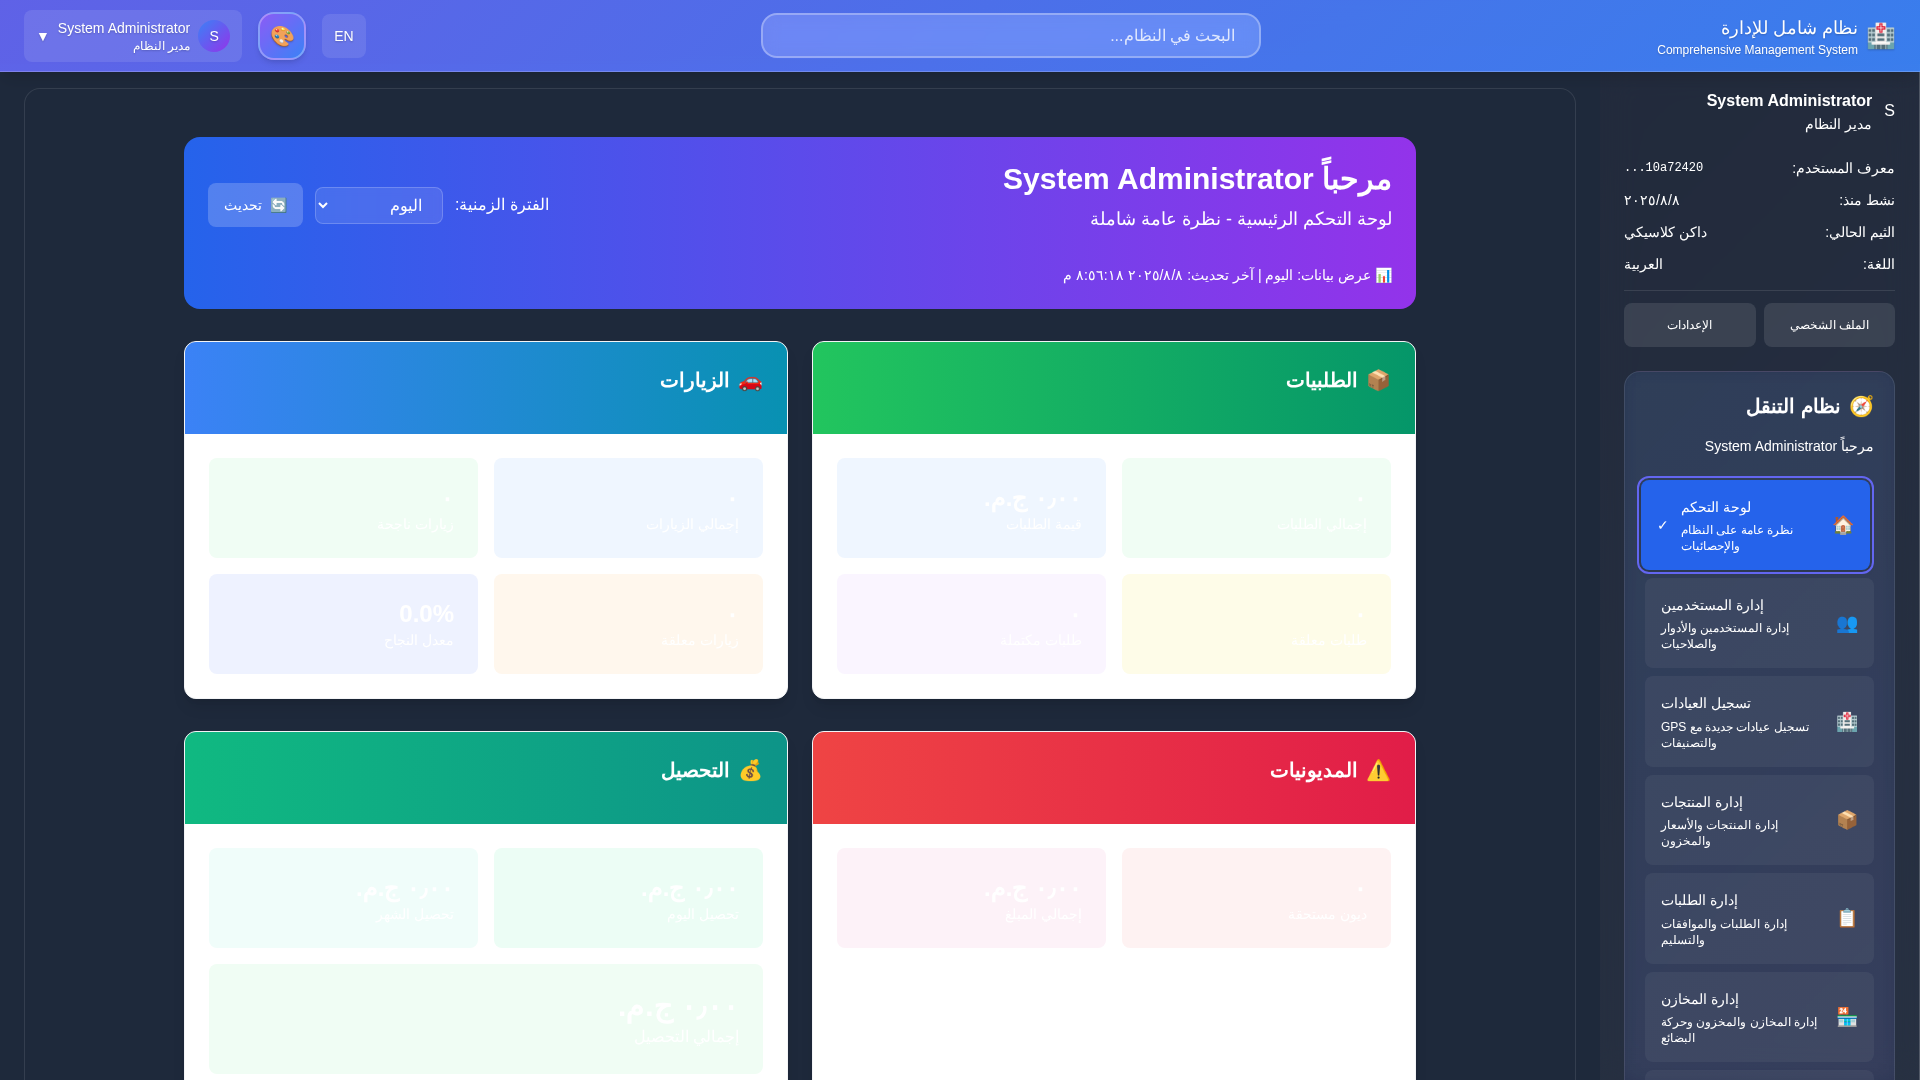 نظام شامل للإدارة
Comprehensive Management System
البحث في النظام...
EN
System Administrator
مدير النظام
S
▼
S
System Administrator
مدير النظام
معرف المستخدم:
10a72420...
نشط منذ:
٢٠٢٥/٨/٨
الثيم الحالي:
داكن كلاسيكي
اللغة:
العربية
الملف الشخصي
الإعدادات
نظام التنقل
مرحباً System Administrator
لوحة التحكم
نظرة عامة على النظام
والإحصائيات
✓
إدارة المستخدمين
إدارة المستخدمين والأدوار
والصلاحيات
تسجيل العيادات
تسجيل عيادات جديدة مع GPS
والتصنيفات
إدارة المنتجات
إدارة المنتجات والأسعار
والمخزون
إدارة الطلبات
إدارة الطلبات والموافقات
والتسليم
إدارة المخازن
إدارة المخازن والمخزون وحركة
البضائع
مرحباً System Administrator
لوحة التحكم الرئيسية - نظرة عامة شاملة
الفترة الزمنية:
اليوم
تحديث
عرض بيانات: اليوم | آخر تحديث: ٢٠٢٥/٨/٨ ٨:٥٦:١٨ م
الطلبيات
٠
إجمالي الطلبات
٠٫٠٠ ج.م.
قيمة الطلبات
٠
طلبات معلقة
٠
طلبات مكتملة
الزيارات
٠
إجمالي الزيارات
٠
زيارات ناجحة
٠
زيارات معلقة
0.0%
معدل النجاح
المديونيات
٠
ديون مستحقة
٠٫٠٠ ج.م.
إجمالي المبلغ
التحصيل
٠٫٠٠ ج.م.
تحصيل اليوم
٠٫٠٠ ج.م.
تحصيل الشهر
٠٫٠٠ ج.م.
إجمالي التحصيل